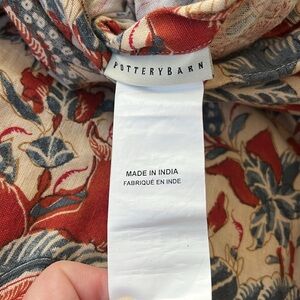 POTTERYBARN
MADE IN INDIA
FABRIQUÉ EN INDE